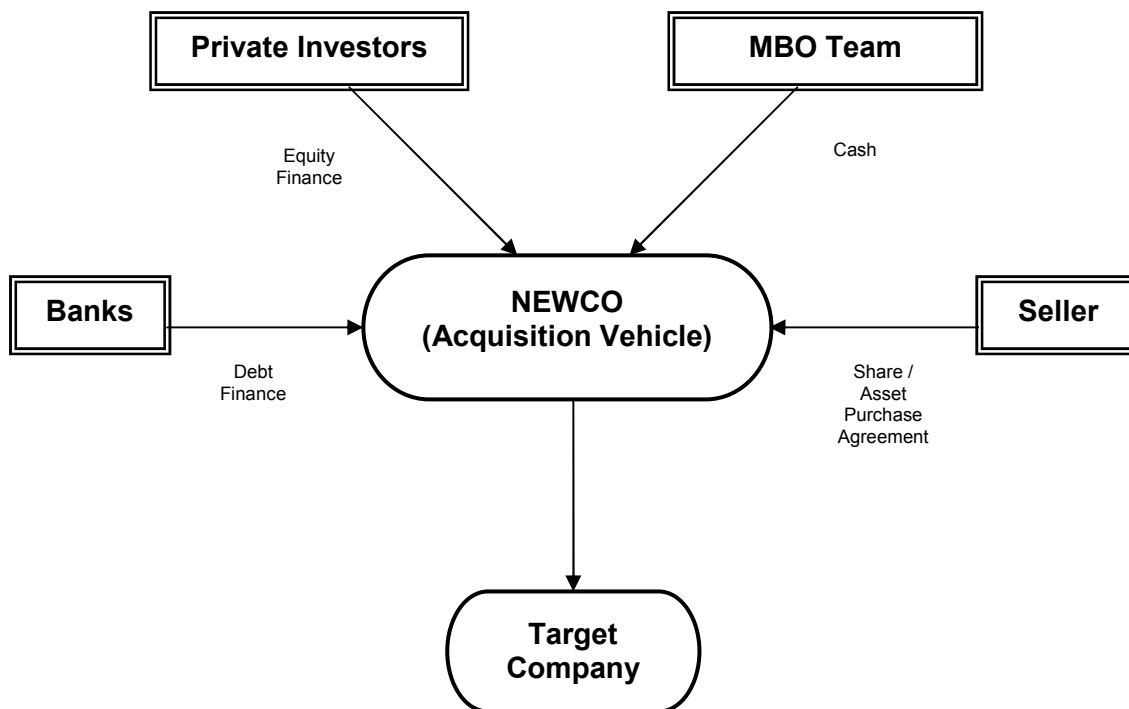 Private Investors
MBO Team
Equity
Finance
Cash
Banks
NEWCO
(Acquisition Vehicle)
Seller
Debt
Finance
Share /
Asset
Purchase
Agreement
Target
Company